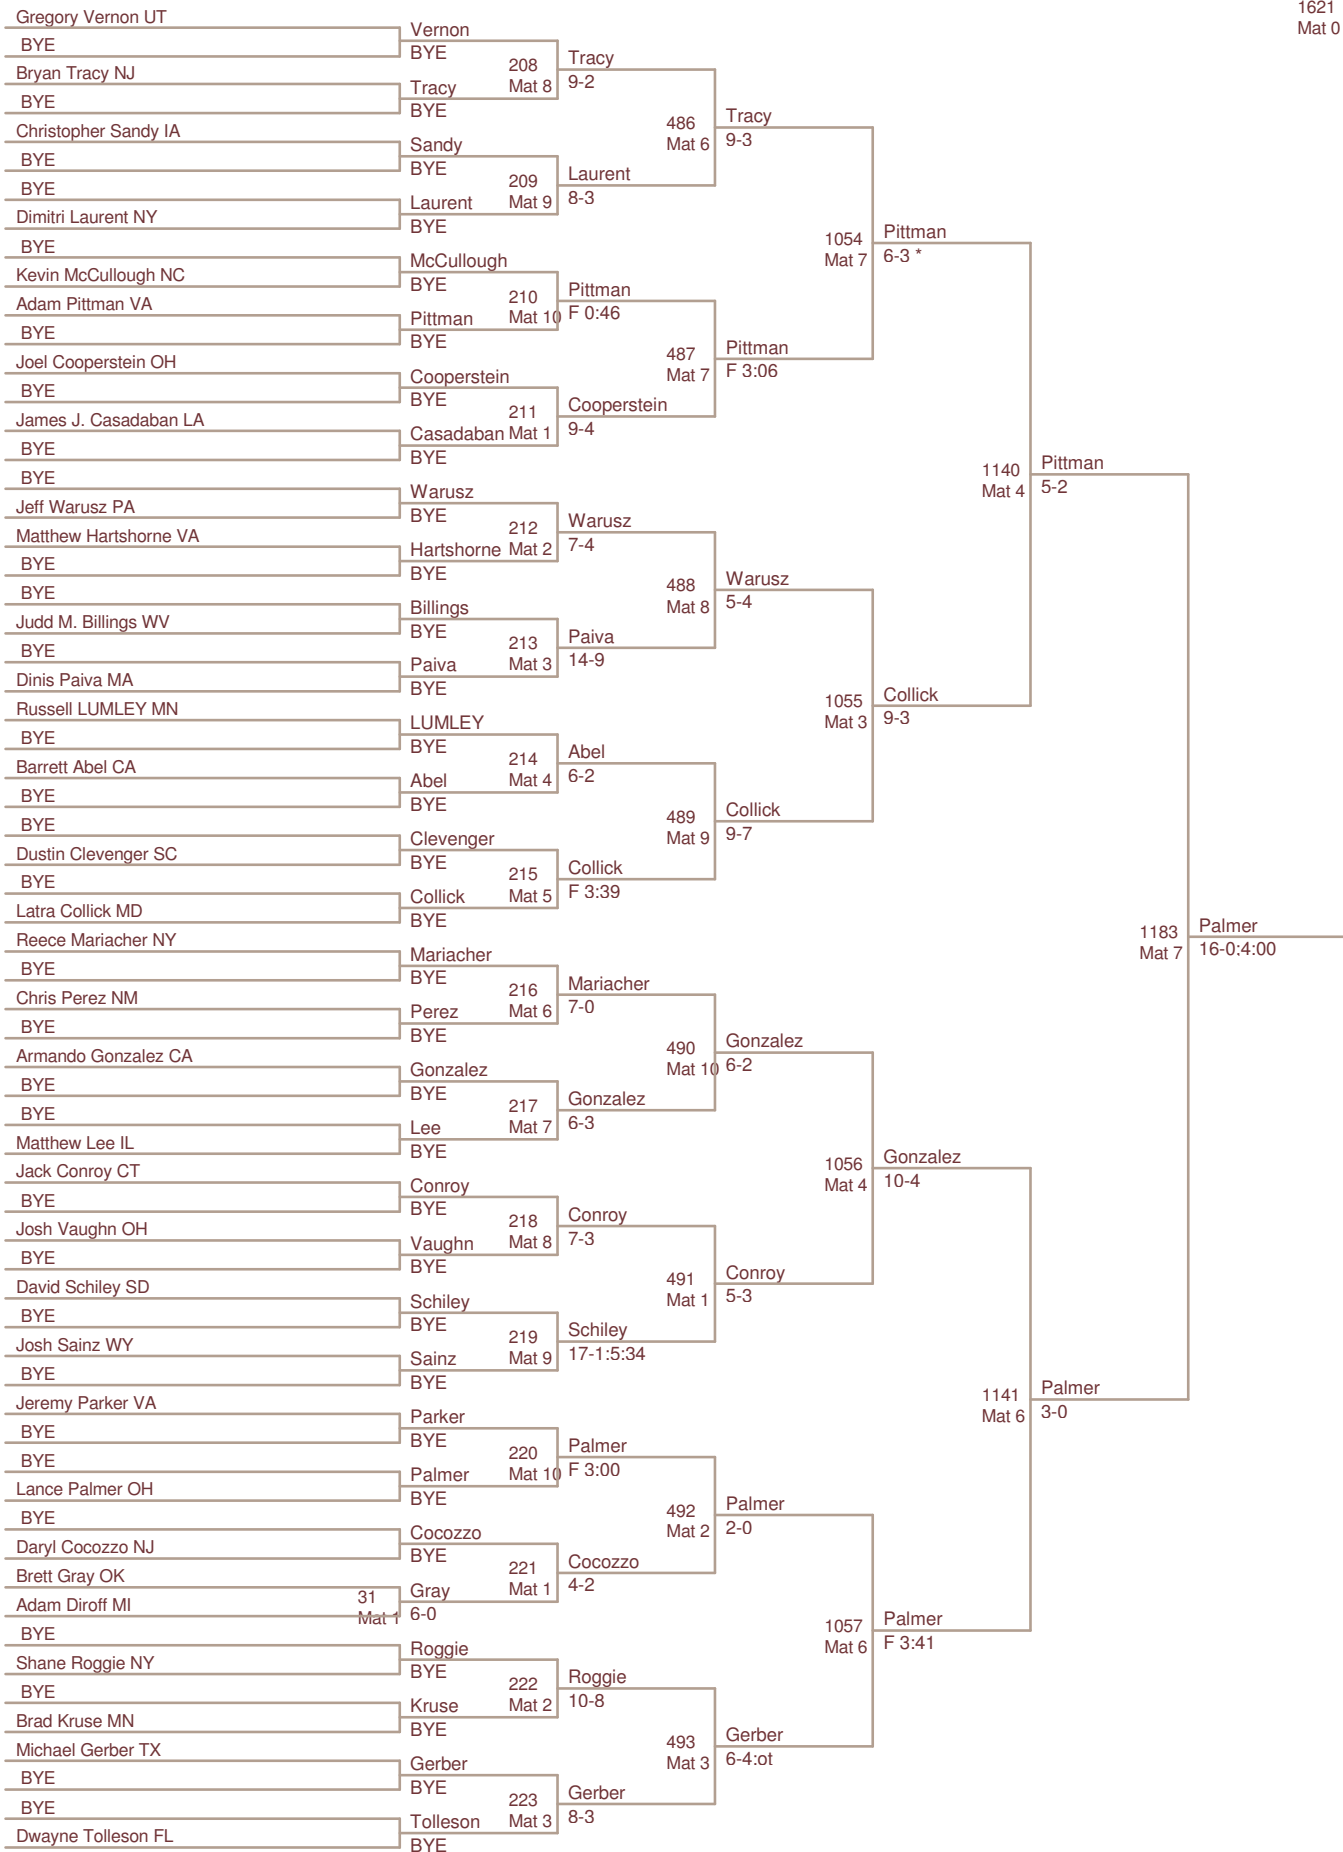 Gregory Vernon UT
BYE
Bryan Tracy NJ
BYE
Christopher Sandy IA
BYE
BYE
Dimitri Laurent NY
BYE
Kevin McCullough NC
Adam Pittman VA
BYE
Joel Cooperstein OH
BYE
James J. Casadaban LA
BYE
BYE
Jeff Warusz PA
Matthew Hartshorne VA
BYE
BYE
Judd M. Billings WV
BYE
Dinis Paiva MA
Russell LUMLEY MN
BYE
Barrett Abel CA
BYE
BYE
Dustin Clevenger SC
BYE
Latra Collick MD
Reece Mariacher NY
BYE
Chris Perez NM
BYE
Armando Gonzalez CA
BYE
BYE
Matthew Lee IL
Jack Conroy CT
BYE
Josh Vaughn OH
BYE
David Schiley SD
BYE
Josh Sainz WY
BYE
Jeremy Parker VA
BYE
BYE
Lance Palmer OH
BYE
Daryl Cocozzo NJ
Brett Gray OK
Adam Diroff MI
BYE
Shane Roggie NY
BYE
Brad Kruse MN
Michael Gerber TX
BYE
BYE
Dwayne Tolleson FL
31
Mat 1
Vernon
BYE
Tracy
BYE
Sandy
BYE
Laurent
BYE
McCullough
BYE
Pittman
BYE
Cooperstein
BYE
Casadaban
BYE
Warusz
BYE
Hartshorne
BYE
Billings
BYE
Paiva
BYE
LUMLEY
BYE
Abel
BYE
Clevenger
BYE
Collick
BYE
Mariacher
BYE
Perez
BYE
Gonzalez
BYE
Lee
BYE
Conroy
BYE
Vaughn
BYE
Schiley
BYE
Sainz
BYE
Parker
BYE
Palmer
BYE
Cocozzo
BYE
Gray
6-0
Roggie
BYE
Kruse
BYE
Gerber
BYE
Tolleson
BYE
208
Mat 8
209
Mat 9
210
Mat 10
211
Mat 1
212
Mat 2
213
Mat 3
214
Mat 4
215
Mat 5
216
Mat 6
217
Mat 7
218
Mat 8
219
Mat 9
220
Mat 10
221
Mat 1
222
Mat 2
223
Mat 3
Tracy
9-2
Laurent
8-3
Pittman
F 0:46
Cooperstein
9-4
Warusz
7-4
Paiva
14-9
Abel
6-2
Collick
F 3:39
Mariacher
7-0
Gonzalez
6-3
Conroy
7-3
Schiley
17-1:5:34
Palmer
F 3:00
Cocozzo
4-2
Roggie
10-8
Gerber
8-3
486
Mat 6
487
Mat 7
488
Mat 8
489
Mat 9
490
Mat 10
491
Mat 1
492
Mat 2
493
Mat 3
Tracy
9-3
Pittman
F 3:06
Warusz
5-4
Collick
9-7
Gonzalez
6-2
Conroy
5-3
Palmer
2-0
Gerber
6-4:ot
1054
Mat 7
1055
Mat 3
1056
Mat 4
1057
Mat 6
Pittman
6-3 *
Collick
9-3
Gonzalez
10-4
Palmer
F 3:41
1140
Mat 4
1141
Mat 6
Pittman
5-2
Palmer
3-0
1183
Mat 7
Palmer
16-0:4:00
1621
Mat 0